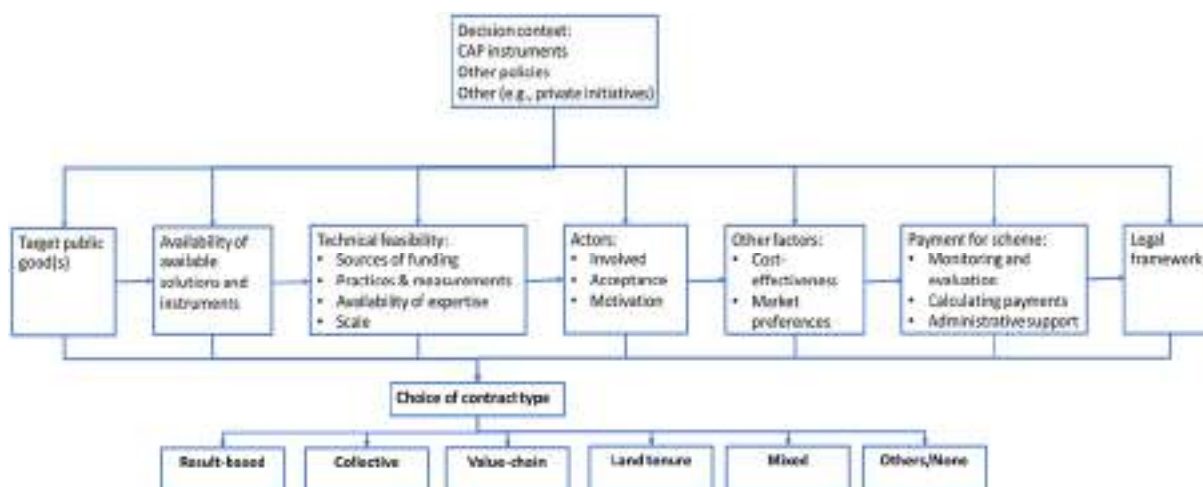 Decision context:
CAP instruments
Other policies
Other (e.g., private initiatives)
Target public
good(s)
Availability of
available
solutions and
instruments
Technical feasibility:
• Sources of funding
• Practices & measurements
• Availability of expertise
• Scale
Actors:
• Involved
• Acceptance
• Motivation
Other factors:
• Cost-
effectiveness
• Market
preferences
Payment for scheme:
• Monitoring and
evaluation
• Calculating payments
• Administrative support
Legal
framework
Choice of contract type
Result-based
Collective
Value-chain
Land tenure
Mixed
Others/None